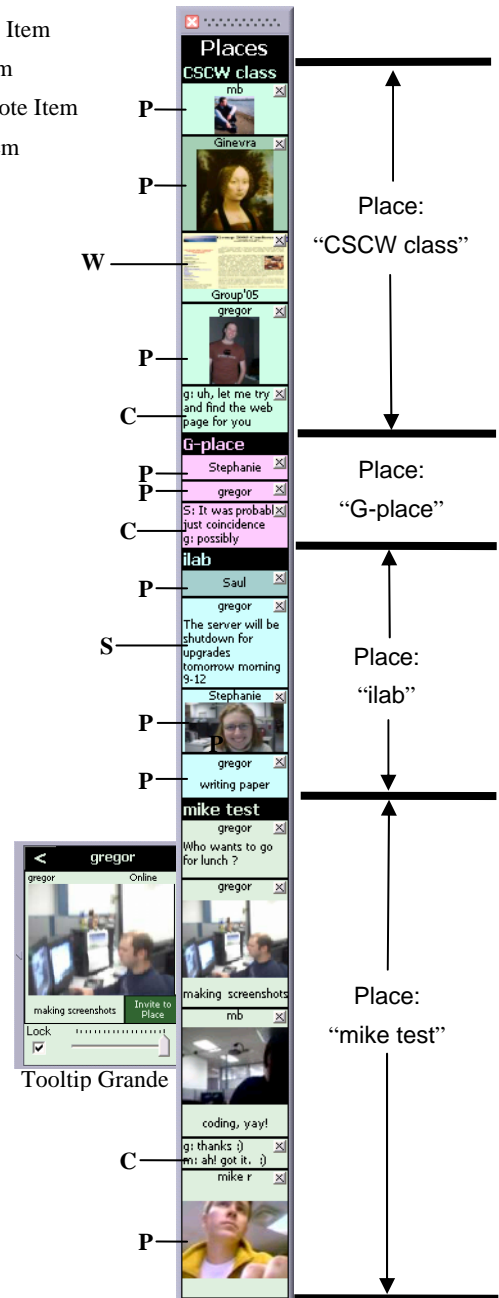 Item
m
ote Item
em
Places
CSCW class
mb
P
Ginevra
P
W
Group'05
gregor
P
g: uh, let me try
and find the web
page for you
C
Place:
“CSCW class”
G-place
Stephanie
P
gregor
P
S: It was probabl
just coincidence
g: possibly
C
Place:
“G-place”
ilab
Saul
P
gregor
The server will be
shutdown for
upgrades
tomorrow morning
9-12
S
Stephanie
P
P
gregor
writing paper
P
Place:
“ilab”
mike test
gregor
Who wants to go
for lunch ?
gregor
making screenshots
mb
coding, yay!
g: thanks :)
m: ah! got it. :)
C
mike r
P
Place:
“mike test”
< gregor
gregor Online
making screenshots
Invite to
Place
Lock
Tooltip Grande